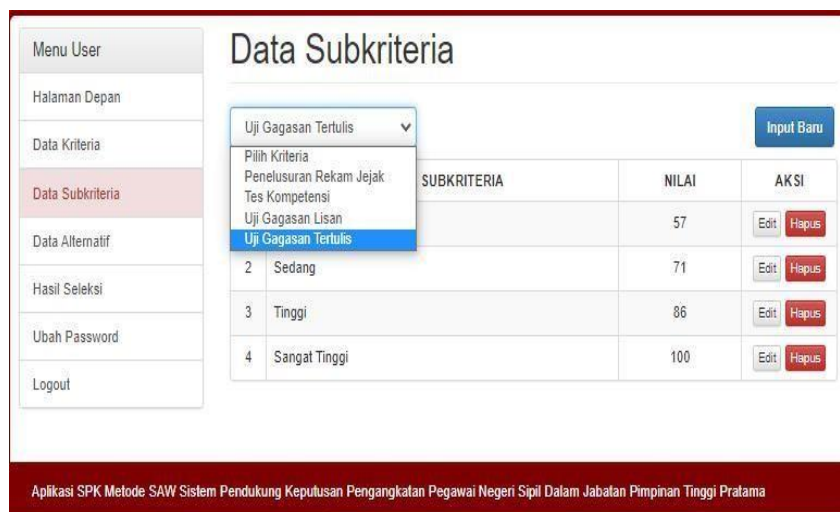 Menu User
Halaman Depan
Data Kriteria
Data Subkriteria
Data Alternatif
Hasil Seleksi
Ubah Password
Logout
Data Subkriteria
Uji Gagasan Tertulis
Input Baru
Pilih Kriteria
Penelusuran Rekam Jejak
Tes Kompetensi
Uji Gagasan Lisan
Uji Gagasan Tertulis
SUBKRITERIA NILAI AKSI
57 Edit Hapus
2 Sedang 71 Edit Hapus
3 Tinggi 86 Edit Hapus
4 Sangat Tinggi 100 Edit Hapus
Aplikasi SPK Metode SAW Sistem Pendukung Keputusan Pengangkatan Pegawai Negeri Sipil Dalam Jabatan Pimpinan Tinggi Pratama